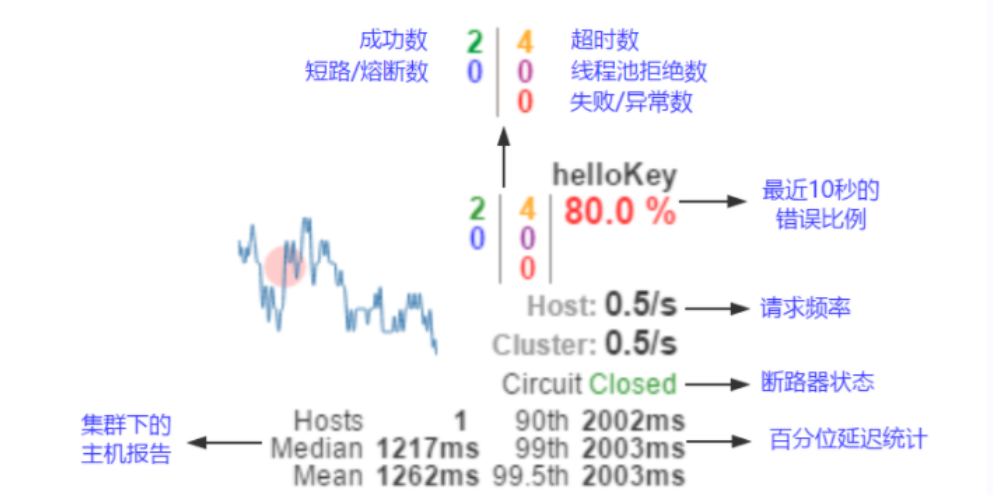 成功数 2 4 超时数
短路/熔断数 0 0 线程池拒绝数
0 失败/异常数
helloKey
2 4 80.0 %
0 0
0
最近10秒的
错误比例
Host: 0.5/s 请求频率
Cluster: 0.5/s
Circuit Closed 断路器状态
集群下的
主机报告
Hosts 1 90th 2002ms
Median 1217ms 99th 2003ms
Mean 1262ms 99.5th 2003ms
百分位延迟统计